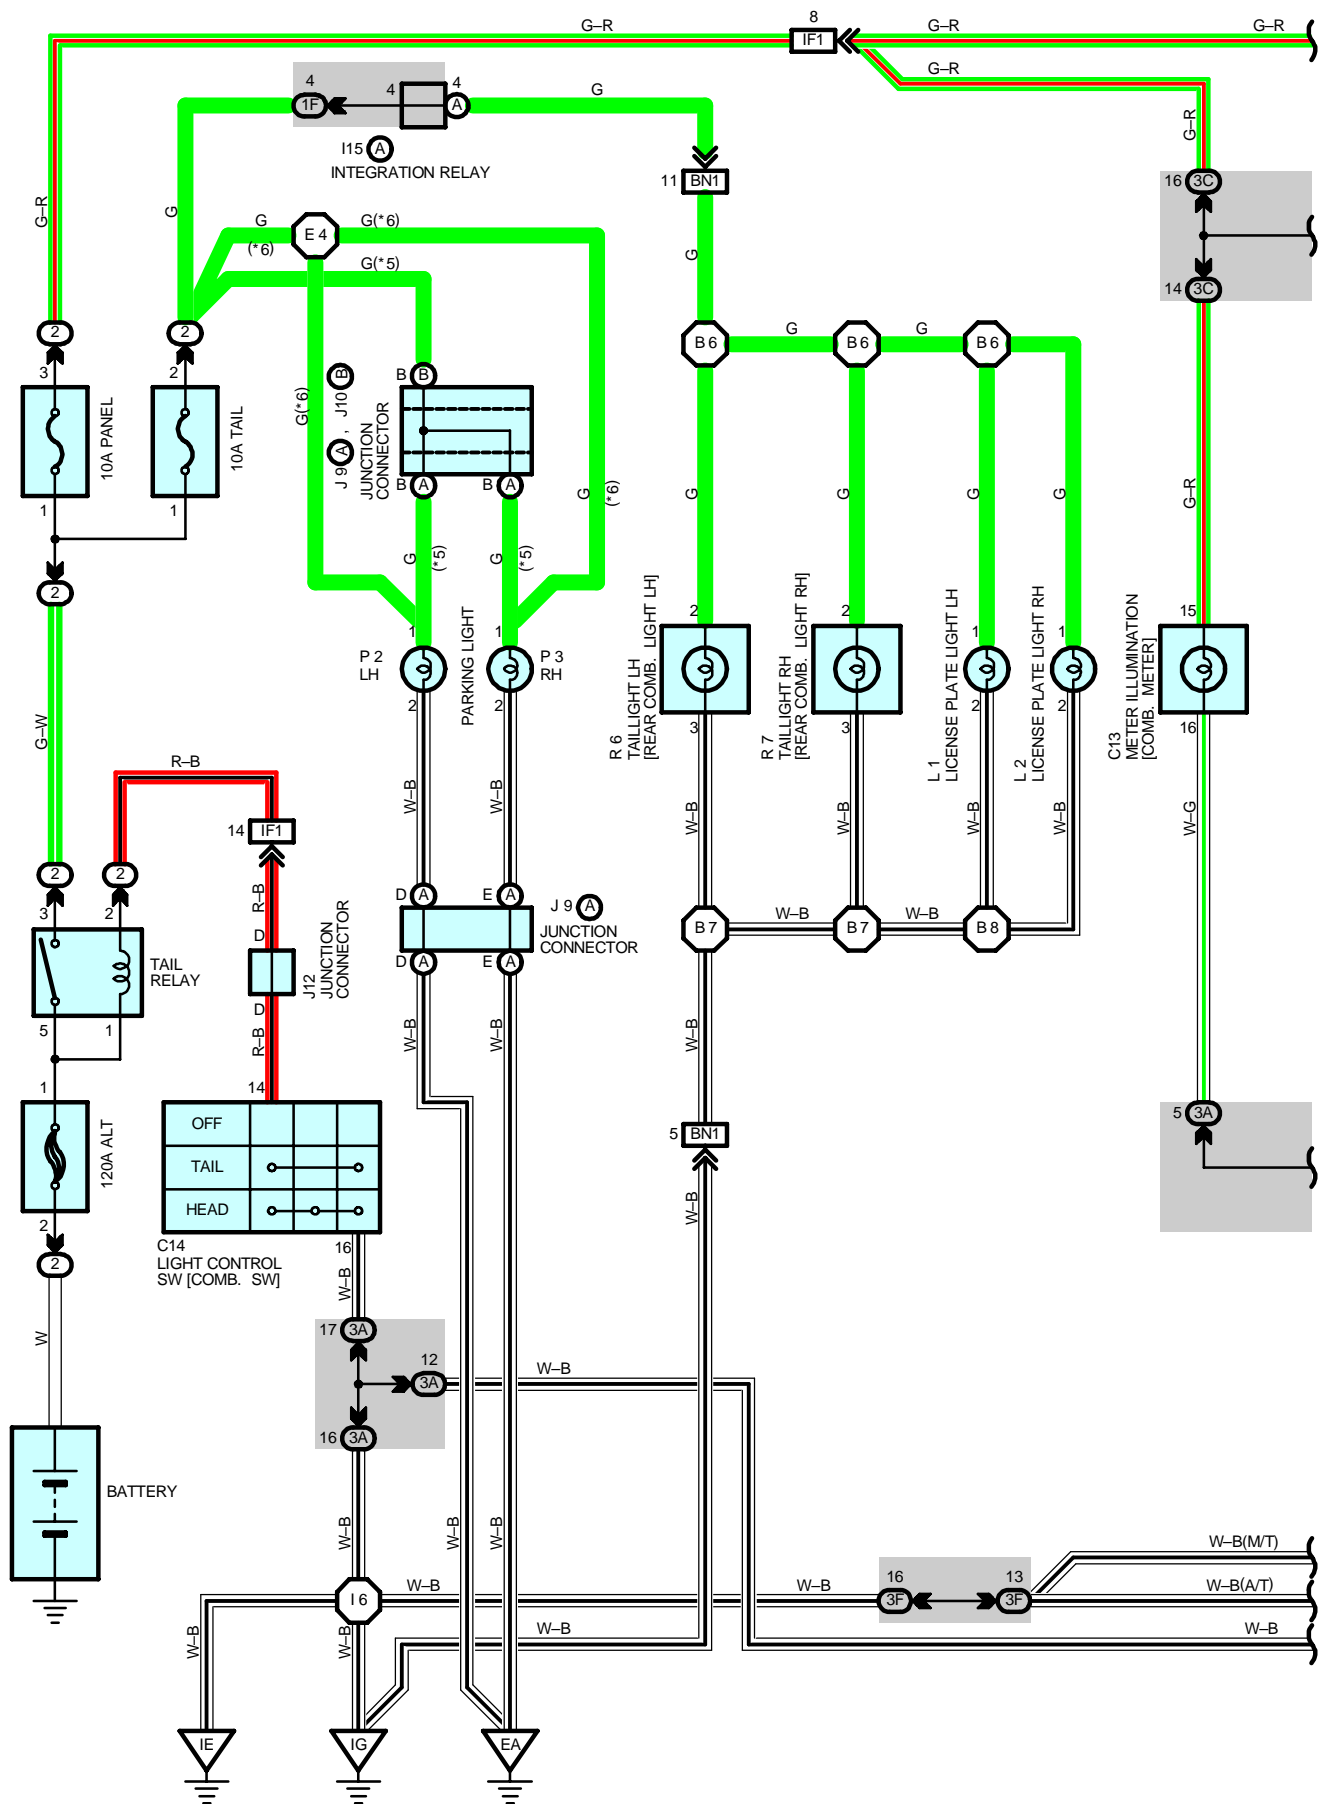 8
G–R
IF1
G–R
G–R
G–R
4
1F
4
4
A
G
I15 A
INTEGRATION RELAY
11 BN1
G–R
16 3C
14 3C
G–R
G
G
(*6)
E 4
G(*6)
G(*5)
G
2
2
3
2
10A PANEL
10A TAIL
1
1
2
G(*6)
J 9 A , J10 B
JUNCTION
CONNECTOR
B B
B A
B A
G
(*5)
G
(*5)
G
(*6)
B 6
G
B 6
G
B 6
G
G
G
G
G–R
1
1
P 2
LH
PARKING LIGHT
P 3
RH
2
2
2
R 6
TAILLIGHT LH
[REAR COMB. LIGHT LH]
3
2
R 7
TAILLIGHT RH
[REAR COMB. LIGHT RH]
3
1
L 1
LICENSE PLATE LIGHT LH
2
1
L 2
LICENSE PLATE LIGHT RH
2
15
C13
METER ILLUMINATION
[COMB. METER]
16
G–W
R–B
14 IF1
W–B
W–B
W–B
W–B
W–B
W–B
W–G
2
2
3
2
TAIL
RELAY
5
1
R–B
D
J12
JUNCTION
CONNECTOR
D
R–B
D A
E A
J 9 A
JUNCTION
CONNECTOR
D A
E A
B 7
W–B
B 7
W–B
B 8
W–B
W–B
W–B
1
120A ALT
2
2
14
OFF
TAIL
HEAD
C14
LIGHT CONTROL
SW [COMB. SW]
16
W–B
5 BN1
W–B
5 3A
W
17 3A
12
3A
16 3A
W–B
BATTERY
W–B
W–B
W–B
W–B(M/T)
I 6
W–B
W–B
16
3F
13
3F
W–B(A/T)
W–B
W–B
W–B
W–B
IE
IG
EA